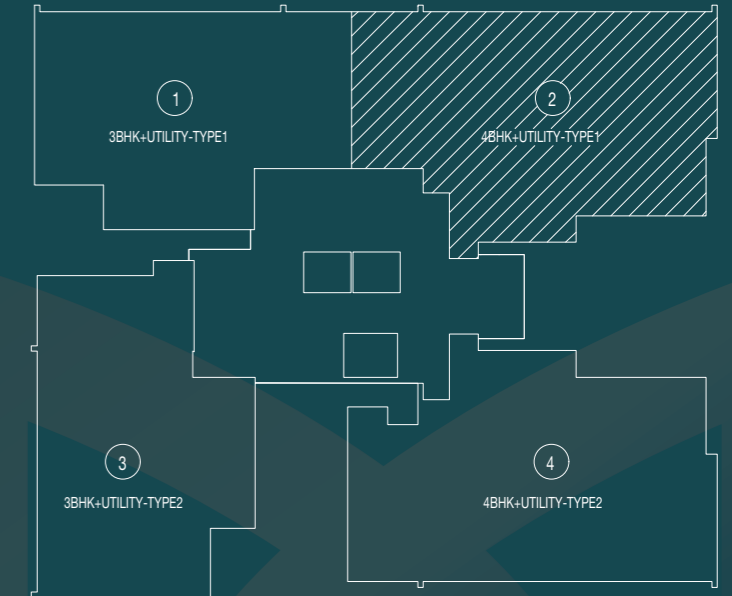 1
3BHK+UTILITY-TYPE1
2
4BHK+UTILITY-TYPE1
3
3BHK+UTILITY-TYPE2
4
4BHK+UTILITY-TYPE2